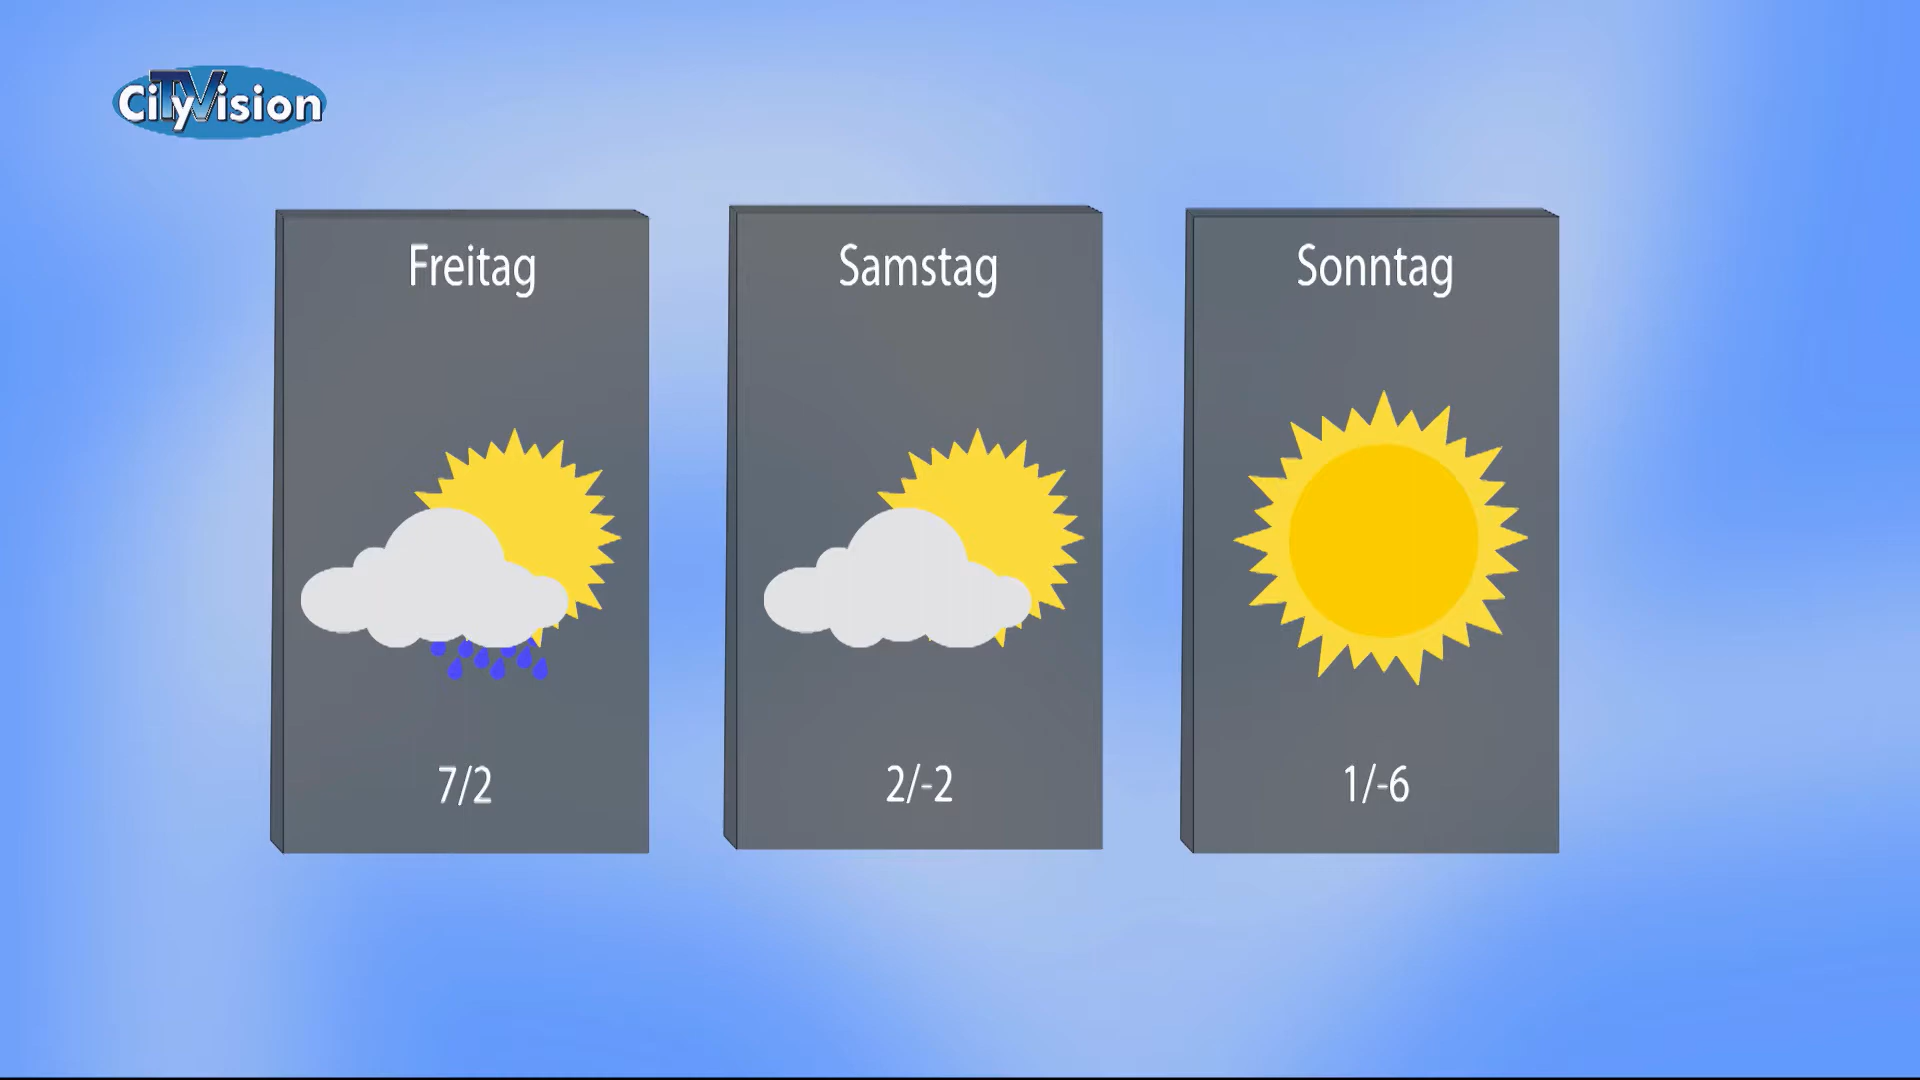 CityVision
TV
Freitag
Samstag
Sonntag
7/2
2/-2
1/-6